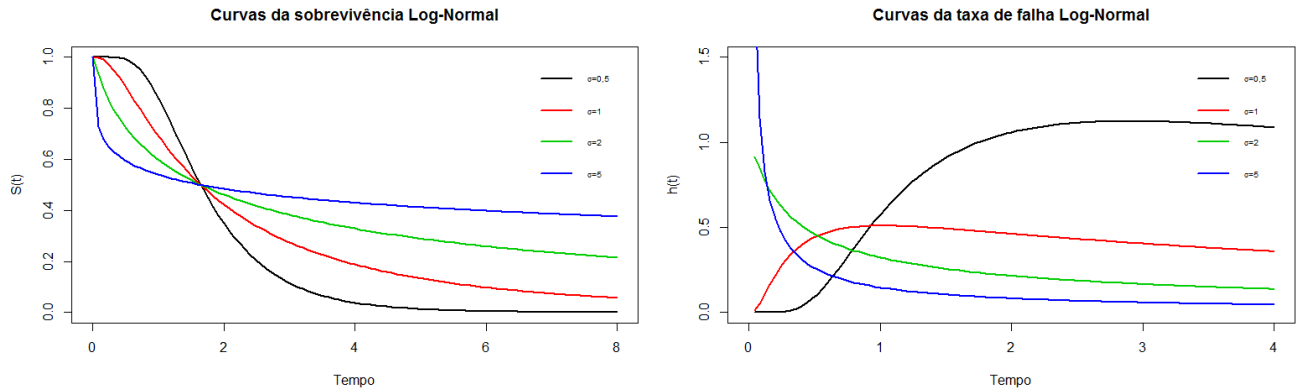 Curvas da sobrevivência Log-Normal
S(t)
1.0
0.8
0.6
0.4
0.2
0.0
σ=0,5
σ=1
σ=2
σ=5
0 2 4 6 8
Tempo
Curvas da taxa de falha Log-Normal
h(t)
1.5
1.0
0.5
0.0
σ=0,5
σ=1
σ=2
σ=5
0 1 2 3 4
Tempo